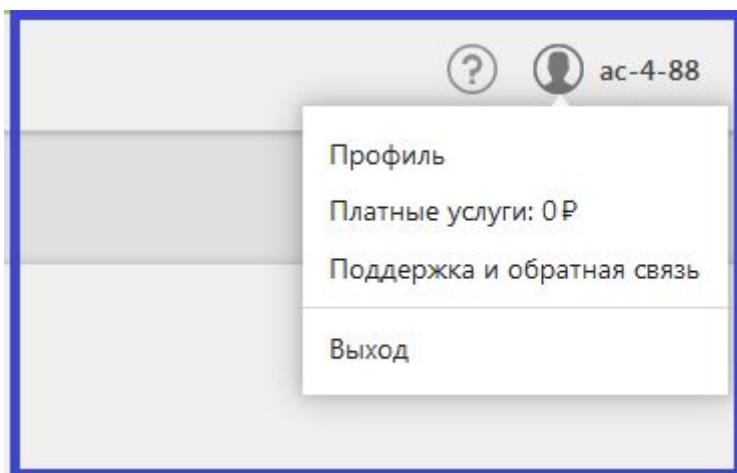 ? ac-4-88
Профиль
Платные услуги: 0 ₽
Поддержка и обратная связь
Выход